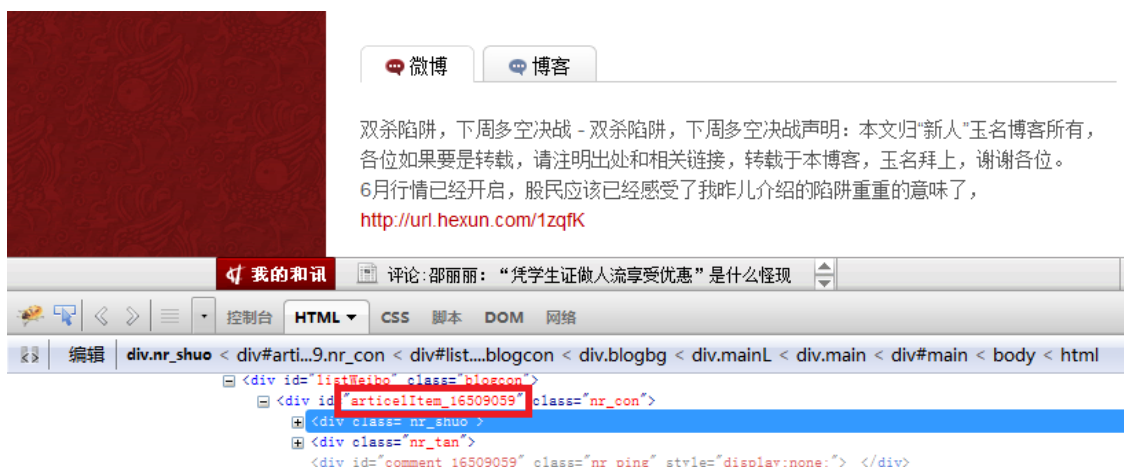 微博 博客
双杀陷阱，下周多空决战 - 双杀陷阱，下周多空决战声明：本文归“新人”玉名博客所有，
各位如果要是转载，请注明出处和相关链接，转载于本博客，玉名拜上，谢谢各位。
6月行情已经开启，股民应该已经感受了我昨儿介绍的陷阱重重的意味了，
http://url.hexun.com/1zqfK
我的和讯 评论:邵丽丽：“凭学生证做人流享受优惠”是什么怪现
控制台 HTML CSS 脚本 DOM 网络
编辑 div.nr_shuo < div#arti...9.nr_con < div#list....blogcon < div.blogbg < div.mainL < div.main < div#main < body < html
<div id="listWeibo" class="blogcon">
<div id="articelItem_16509059" class="nr_con">
<div class="nr_shuo">
<div class="nr_tan">
<div id="comment_16509059" class="nr_ping" style="display:none;"> </div>